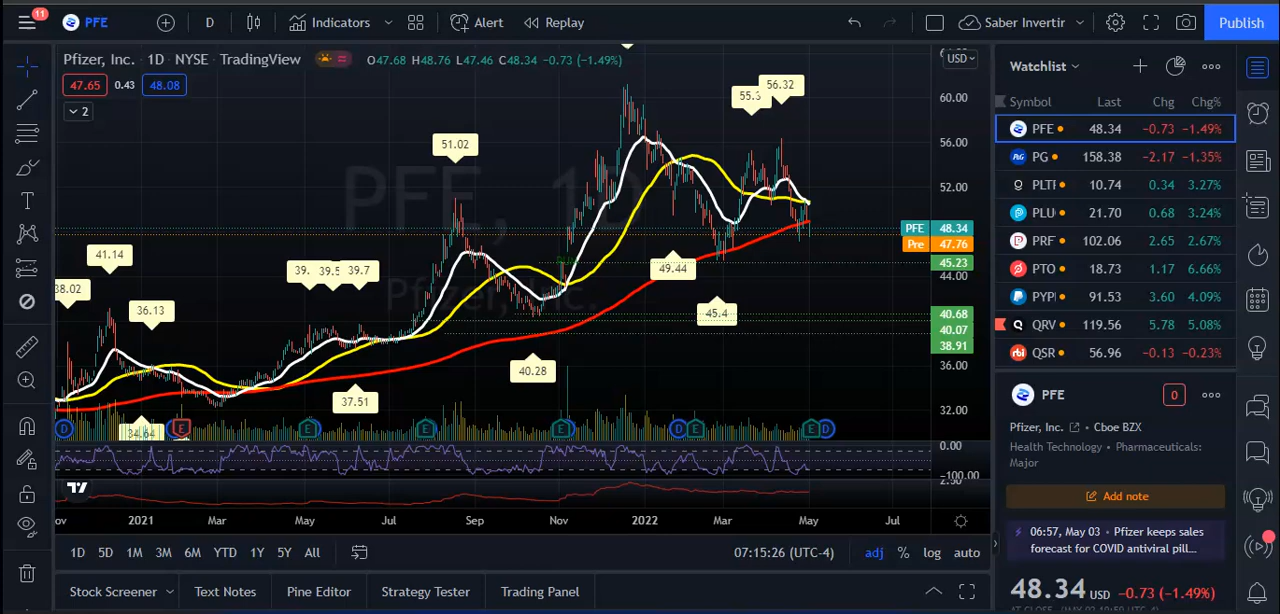 11
PFE
D
Indicators
Alert
Replay
Saber Invertir
Publish
Pfizer, Inc. · 1D · NYSE · TradingView
O47.68 H48.76 L47.46 C48.34 −0.73 (−1.49%)
USD
47.65 0.43 48.08
2
PFE, 1D
Pfizer, Inc.
60.00
56.00
52.00
44.00
36.00
32.00
PFE 48.34
Pre 47.76
45.23
40.68
40.07
38.91
0.00
−100.00
38.02
41.14
36.13
34.64
39.5
39.7
37.51
51.02
40.28
49.44
45.4
55.3
56.32
D E E E E D E E D
2021 Mar May Jul Sep Nov 2022 Mar May Jul
1D 5D 1M 3M 6M YTD 1Y 5Y All
07:15:26 (UTC-4) adj % log auto
Stock Screener Text Notes Pine Editor Strategy Tester Trading Panel
Watchlist
Symbol Last Chg Chg%
PFE 48.34 −0.73 −1.49%
PG 158.38 −2.17 −1.35%
PLTI 10.74 0.34 3.27%
PLU 21.70 0.68 3.24%
PRF 102.06 2.65 2.67%
PTO 18.73 1.17 6.66%
PYPI 91.53 3.60 4.09%
QRV 119.56 5.78 5.08%
QSR 56.96 −0.13 −0.23%
PFE 0
Pfizer, Inc. · Cboe BZX
Health Technology · Pharmaceuticals:
Major
Add note
06:57, May 03 · Pfizer keeps sales
forecast for COVID antiviral pill...
48.34 USD −0.73 (−1.49%)